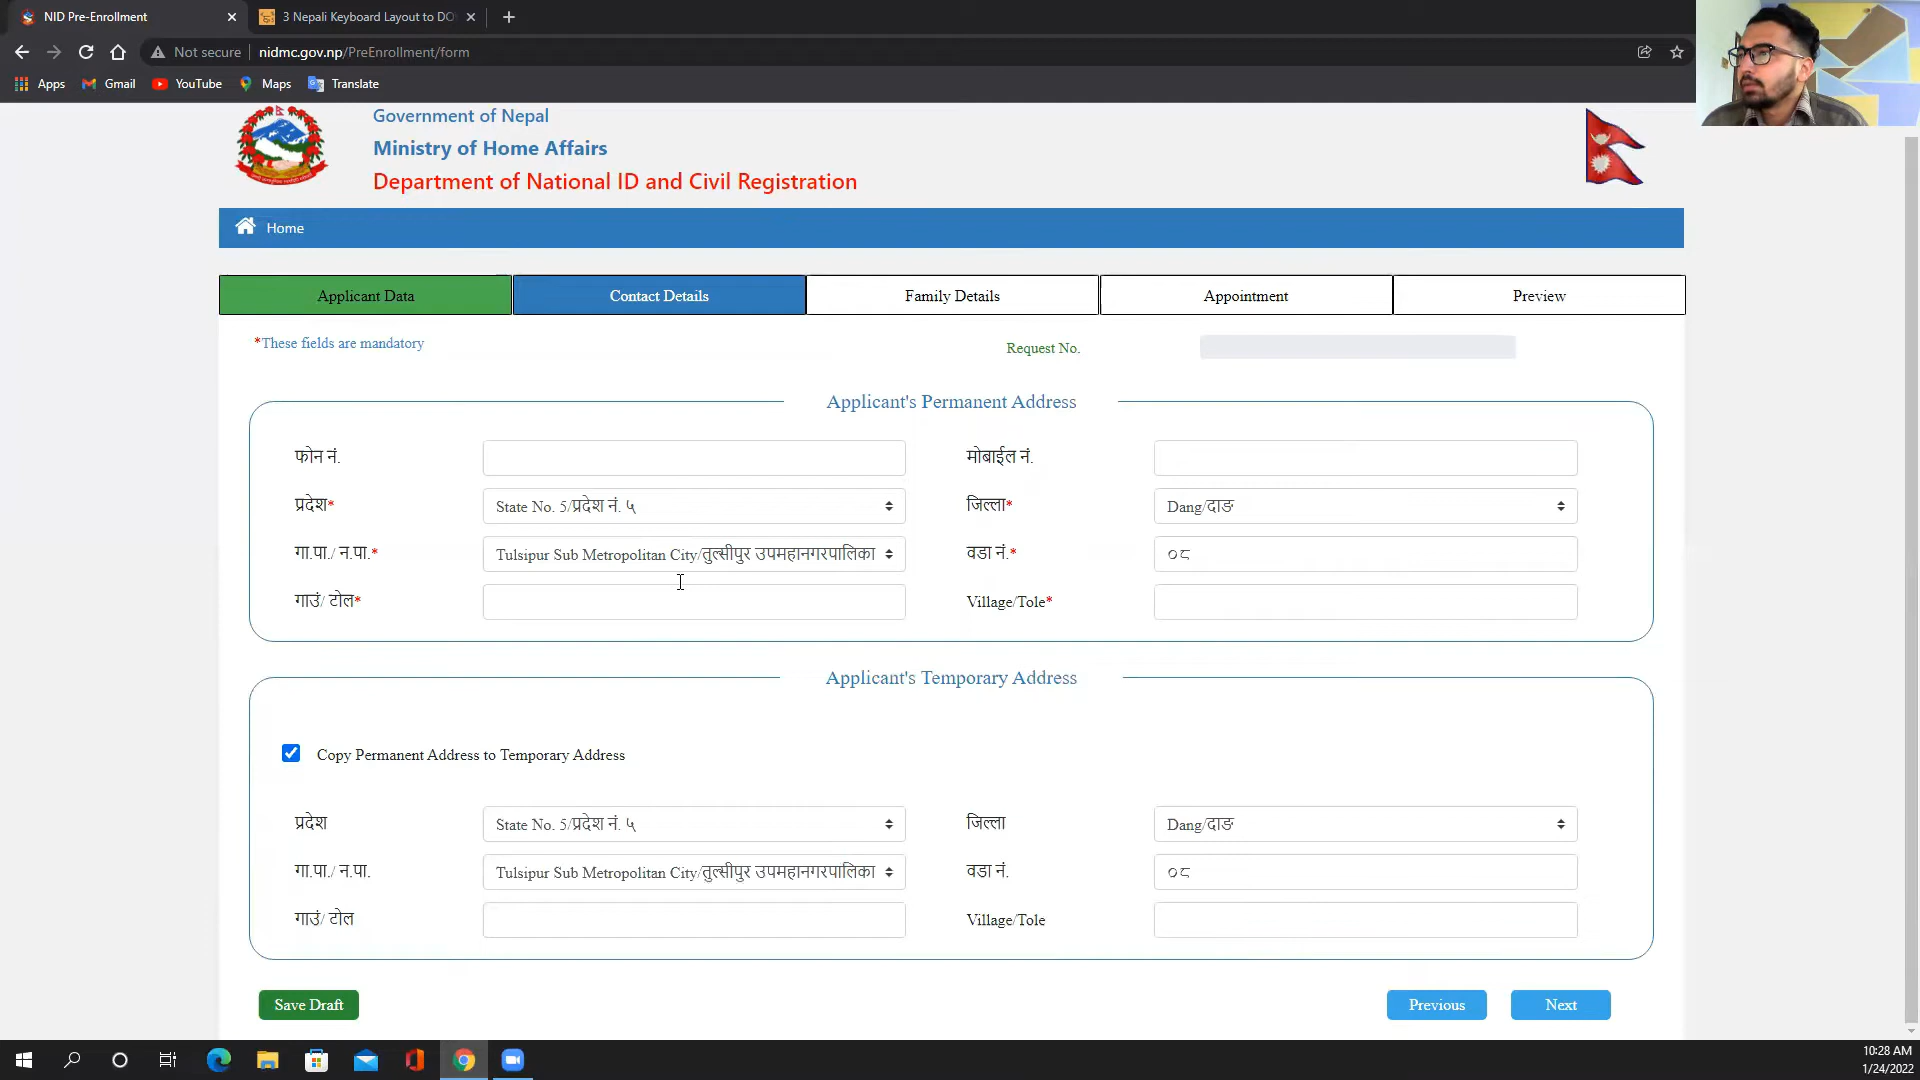 NID Pre-Enrollment
3 Nepali Keyboard Layout to DO
Not secure
nidmc.gov.np/PreEnrollment/form
Apps
Gmail
YouTube
Maps
Translate
Government of Nepal
Ministry of Home Affairs
Department of National ID and Civil Registration
Home
Applicant Data
Contact Details
Family Details
Appointment
Preview
*These fields are mandatory
Request No.
Applicant's Permanent Address
फोन नं.
मोबाईल नं.
प्रदेश*
State No. 5/प्रदेश नं. ५
जिल्ला*
Dang/दाङ
गा.पा./ न.पा.*
Tulsipur Sub Metropolitan City/तुल्सीपुर उपमहानगरपालिका
वडा नं.*
०८
गाउं/ टोल*
Village/Tole*
Applicant's Temporary Address
Copy Permanent Address to Temporary Address
प्रदेश
State No. 5/प्रदेश नं. ५
जिल्ला
Dang/दाङ
गा.पा./ न.पा.
Tulsipur Sub Metropolitan City/तुल्सीपुर उपमहानगरपालिका
वडा नं.
०८
गाउं/ टोल
Village/Tole
Save Draft
Previous
Next
10:28 AM
1/24/2022